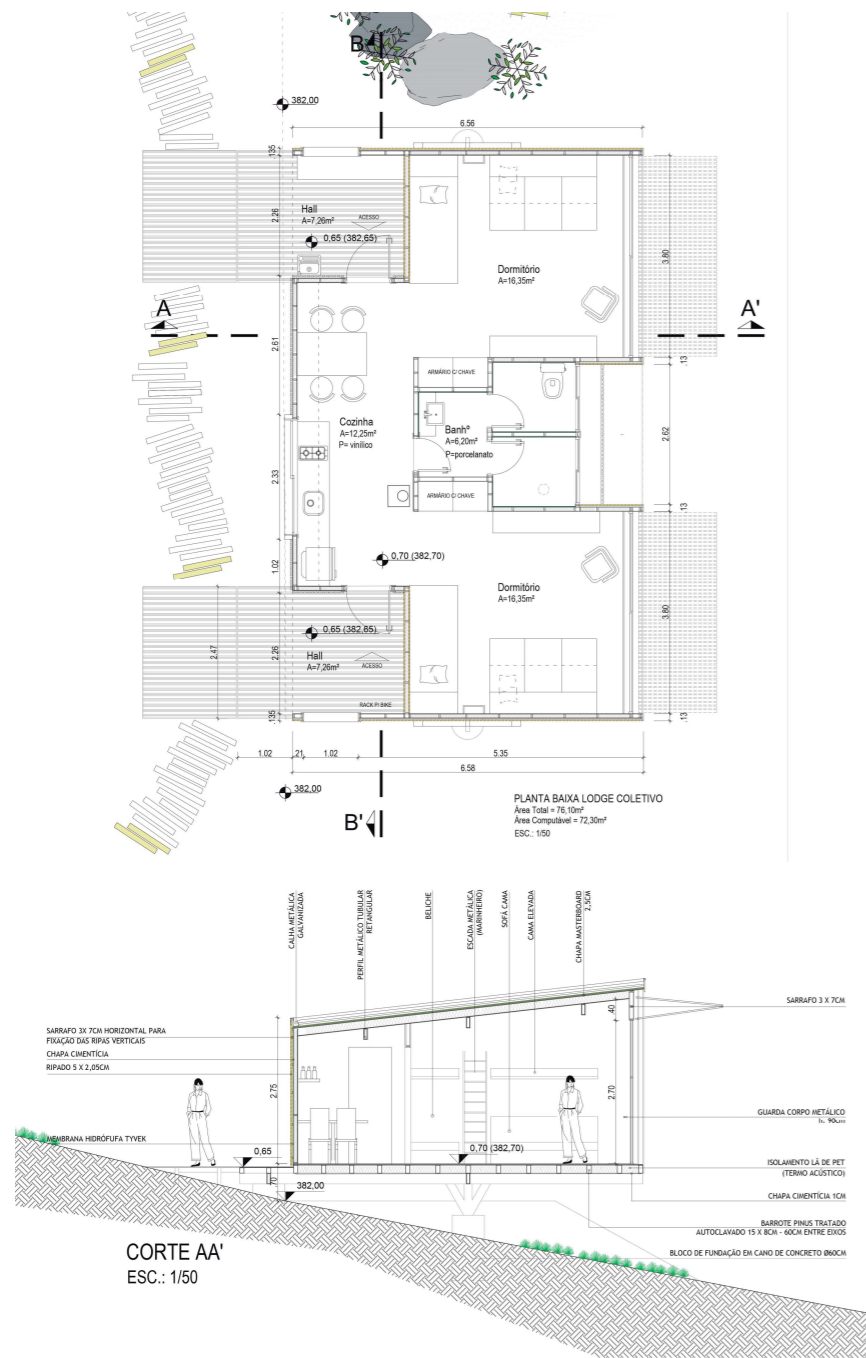 B
382,00
6.56
.135
2.26
Hall
A=7,26m²
ACESSO
0,65 (382,65)
Dormitório
A=16,35m²
3.80
A
A'
2.61
.13
ARMÁRIO C/ CHAVE
Cozinha
A=12,25m²
P= vinílico
Banhº
A=6,20m²
P=porcelanato
2.62
2.33
ARMÁRIO C/ CHAVE
.13
1.02
0,70 (382,70)
Dormitório
A=16,35m²
3.80
0,65 (382,65)
2.47
2.26
Hall
A=7,26m²
ACESSO
RACK P/ BIKE
.135
.13
1.02
.21
1.02
5.35
6.58
382,00
B'
PLANTA BAIXA LODGE COLETIVO
Área Total = 76,10m²
Área Computável = 72,30m²
ESC.: 1/50
CALHA METÁLICA
GALVANIZADA
PERFIL METÁLICO TUBULAR
RETANGULAR
BELICHE
ESCADA METÁLICA
(MARINHEIRO)
SOFÁ CAMA
CAMA ELEVADA
CHAPA MASTERBOARD
2,5CM
SARRAFO 3 X 7CM
.40
SARRAFO 3X 7CM HORIZONTAL PARA
FIXAÇÃO DAS RIPAS VERTICAIS
CHAPA CIMENTÍCIA
RIPADO 5 X 2,05CM
2.75
2.70
GUARDA CORPO METÁLICO
h. 90cm
MEMBRANA HIDRÓFUFA TYVEK
0,65
0,70 (382,70)
ISOLAMENTO LÃ DE PET
(TERMO ACÚSTICO)
.70
382,00
CHAPA CIMENTÍCIA 1CM
BARROTE PINUS TRATADO
AUTOCLAVADO 15 X 8CM - 60CM ENTRE EIXOS
BLOCO DE FUNDAÇÃO EM CANO DE CONCRETO Ø60CM
CORTE AA'
ESC.: 1/50